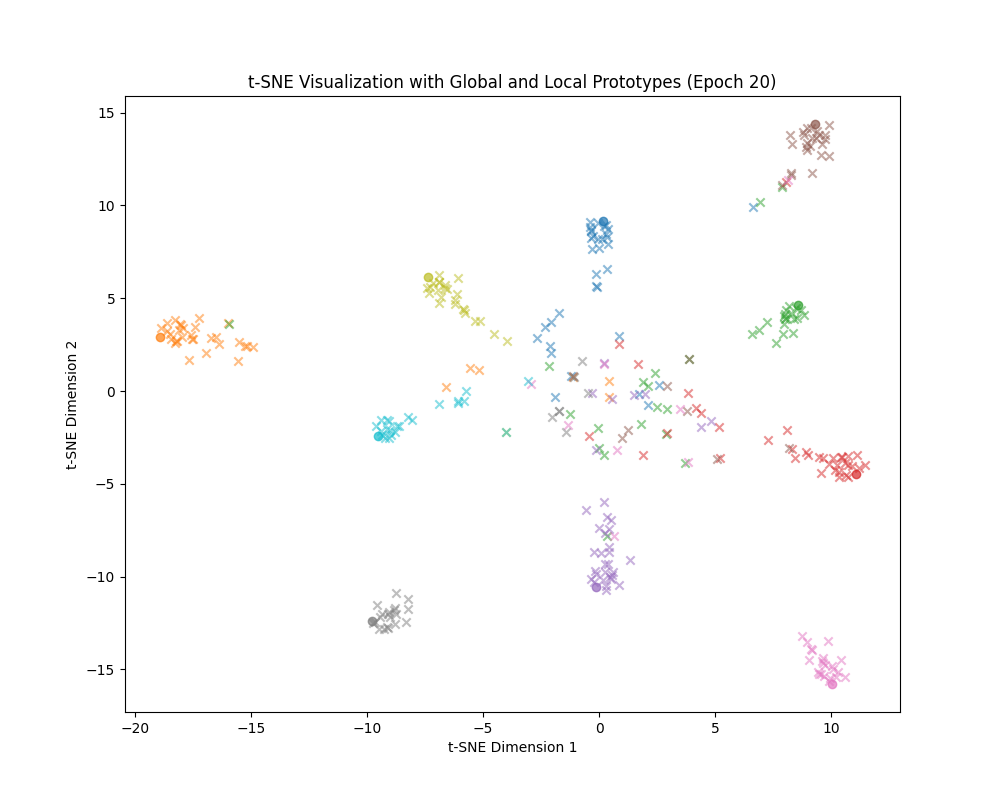 t-SNE Visualization with Global and Local Prototypes (Epoch 20)
15
10
5
0
−5
−10
−15
t-SNE Dimension 2
−20 −15 −10 −5 0 5 10
t-SNE Dimension 1